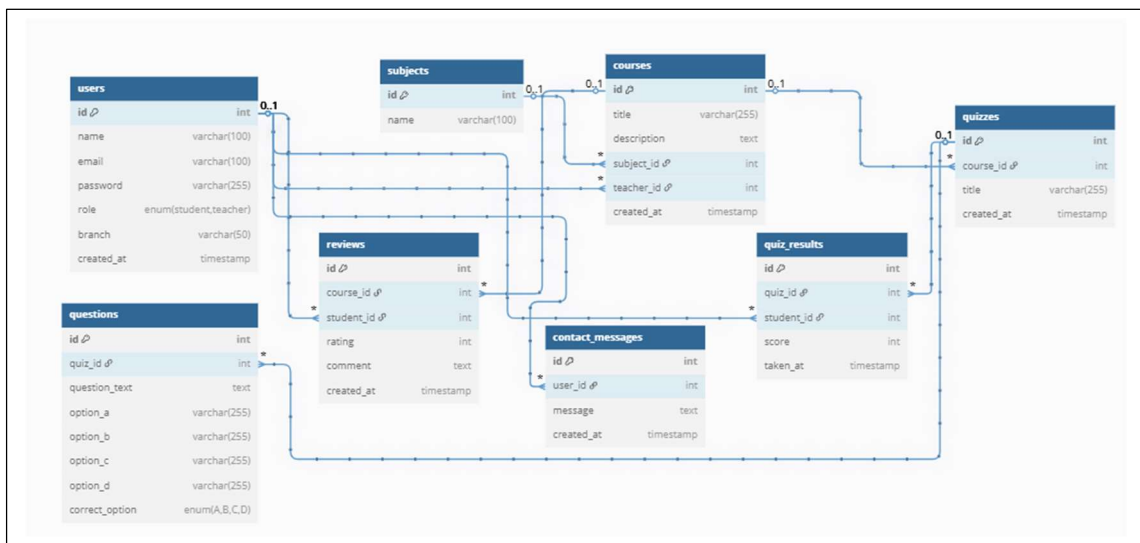 users
id int
name varchar(100)
email varchar(100)
password varchar(255)
role enum(student,teacher)
branch varchar(50)
created_at timestamp
0..1
subjects
id int
name varchar(100)
0..1
courses
0..1
id int
0..1
title varchar(255)
description text
*
subject_id int
*
teacher_id int
created_at timestamp
quizzes
0..1
id int
*
course_id int
title varchar(255)
created_at timestamp
reviews
id int
course_id int
*
*
student_id int
rating int
comment text
created_at timestamp
quiz_results
id int
quiz_id int
*
*
student_id int
score int
taken_at timestamp
questions
id int
*
quiz_id int
question_text text
option_a varchar(255)
option_b varchar(255)
option_c varchar(255)
option_d varchar(255)
correct_option enum(A,B,C,D)
contact_messages
id int
*
user_id int
message text
created_at timestamp